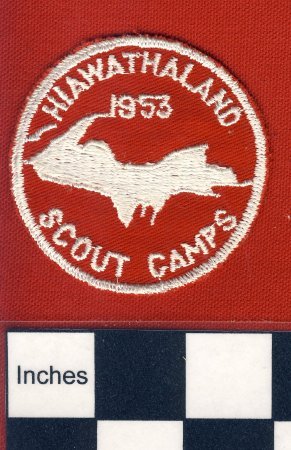 HIAWATHALAND
1953
SCOUT CAMPS
Inches